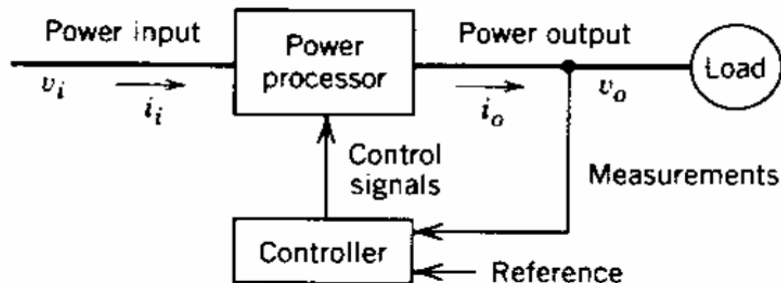 Power input
Power processor
Power output
Load
v_i
i_i
i_o
v_o
Control signals
Measurements
Controller
Reference